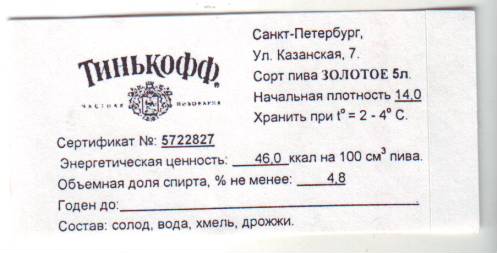 Санкт-Петербург,
Ул. Казанская, 7.
Сорт пива ЗОЛОТОЕ 5л.
Начальная плотность 14,0
Хранить при t° = 2 - 4° С.
ТИНЬКОФФ
ЧАСТНАЯ ПИВОВАРНЯ
Сертификат №: 5722827
Энергетическая ценность: 46,0 ккал на 100 см³ пива.
Объемная доля спирта, % не менее: 4,8
Годен до:
Состав: солод, вода, хмель, дрожжи.